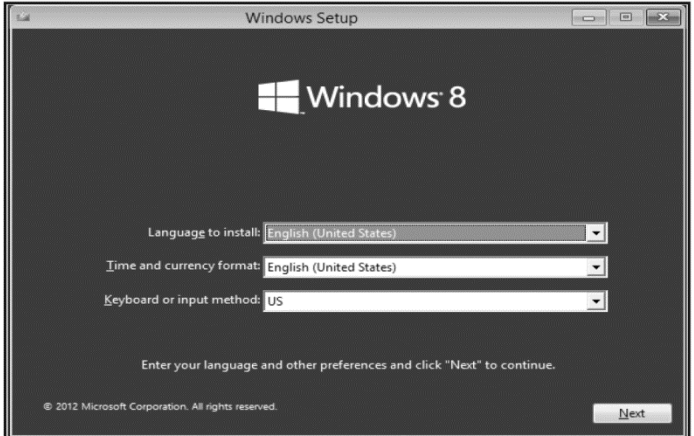 Windows Setup
Windows 8
Language to install: English (United States)
Time and currency format: English (United States)
Keyboard or input method: US
Enter your language and other preferences and click "Next" to continue.
© 2012 Microsoft Corporation. All rights reserved.
Next